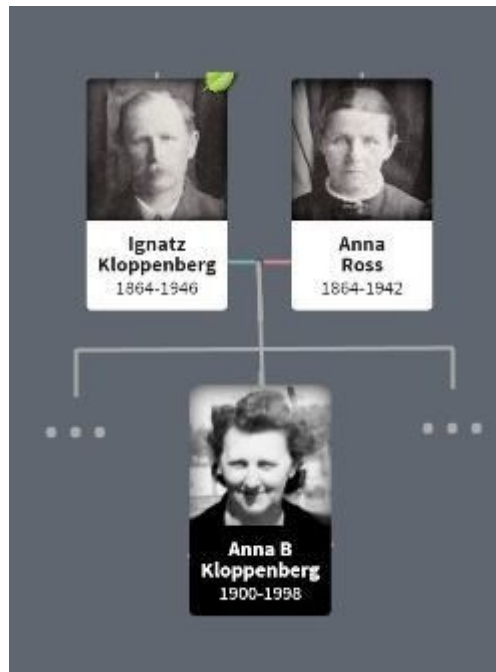 Ignatz
Kloppenberg
1864-1946
Anna
Ross
1864-1942
Anna B
Kloppenberg
1900-1998